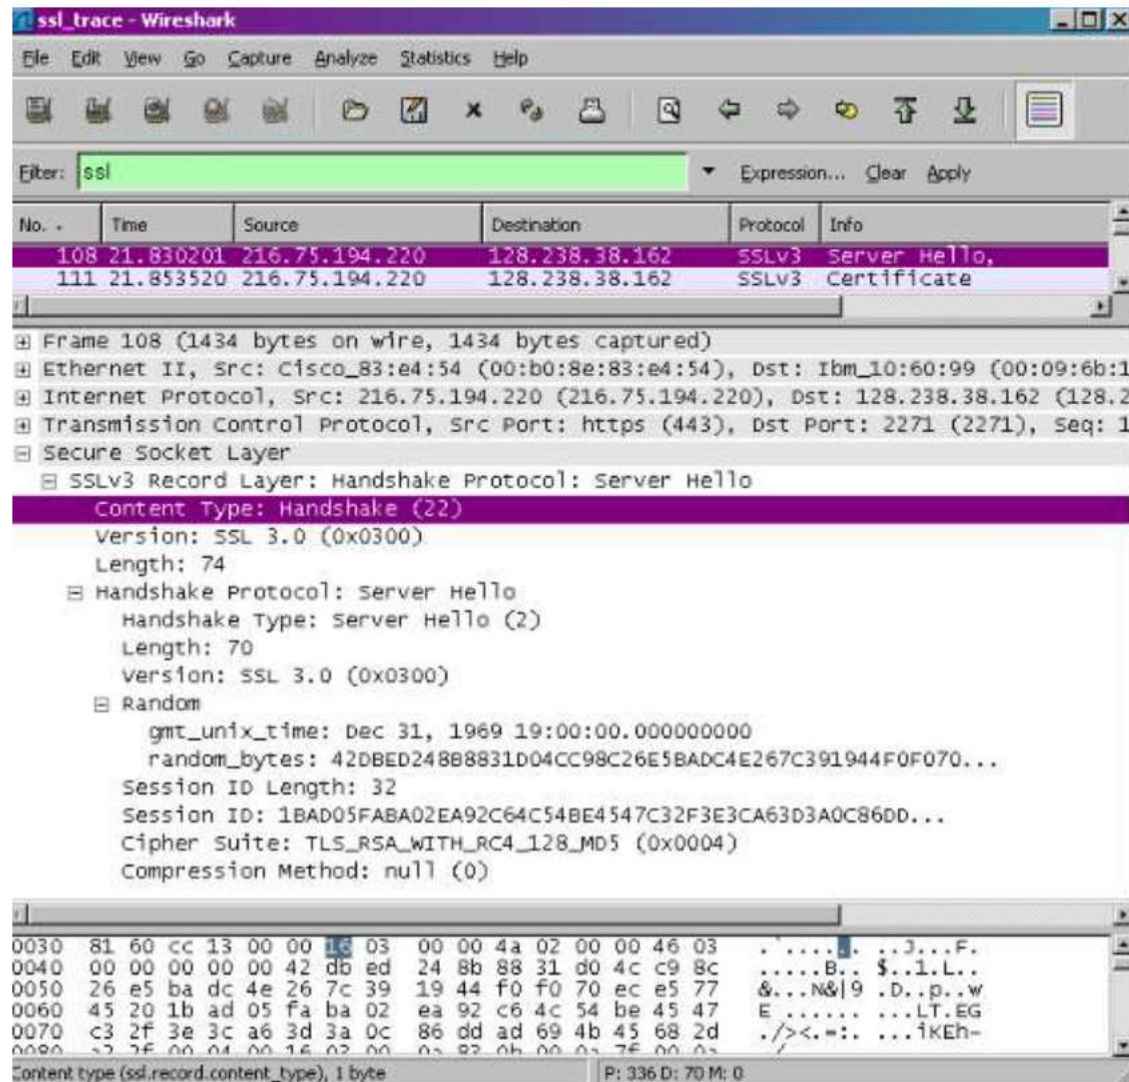 ssl_trace - Wireshark
File Edit View Go Capture Analyze Statistics Help
Filter: ssl Expression... Clear Apply
No. Time Source Destination Protocol Info
108 21.830201 216.75.194.220 128.238.38.162 SSLv3 Server Hello,
111 21.853520 216.75.194.220 128.238.38.162 SSLv3 Certificate
Frame 108 (1434 bytes on wire, 1434 bytes captured)
Ethernet II, Src: Cisco_83:e4:54 (00:b0:8e:83:e4:54), Dst: Ibm_10:60:99 (00:09:6b:1
Internet Protocol, Src: 216.75.194.220 (216.75.194.220), Dst: 128.238.38.162 (128.2
Transmission Control Protocol, Src Port: https (443), Dst Port: 2271 (2271), Seq: 1
Secure Socket Layer
SSLv3 Record Layer: Handshake Protocol: Server Hello
Content Type: Handshake (22)
Version: SSL 3.0 (0x0300)
Length: 74
Handshake Protocol: Server Hello
Handshake Type: Server Hello (2)
Length: 70
Version: SSL 3.0 (0x0300)
Random
gmt_unix_time: Dec 31, 1969 19:00:00.000000000
random_bytes: 42DBED248B8831D04CC98C26E5BADC4E267C391944F0F070...
Session ID Length: 32
Session ID: 1BAD05FABA02EA92C64C54BE4547C32F3E3CA63D3A0C86DD...
Cipher Suite: TLS_RSA_WITH_RC4_128_MD5 (0x0004)
Compression Method: null (0)
0030 81 60 cc 13 00 00 16 03 00 00 4a 02 00 00 46 03 .`...... ..J...F.
0040 00 00 00 00 00 42 db ed 24 8b 88 31 d0 4c c9 8c .....B.. $..1.L..
0050 26 e5 ba dc 4e 26 7c 39 19 44 f0 f0 70 ec e5 77 &...N&|9 .D..p..w
0060 45 20 1b ad 05 fa ba 02 ea 92 c6 4c 54 be 45 47 E ...... ...LT.EG
0070 c3 2f 3e 3c a6 3d 3a 0c 86 dd ad 69 4b 45 68 2d ./><.=:. ...iKEh-
Content type (ssl.record.content_type), 1 byte P: 336 D: 70 M: 0